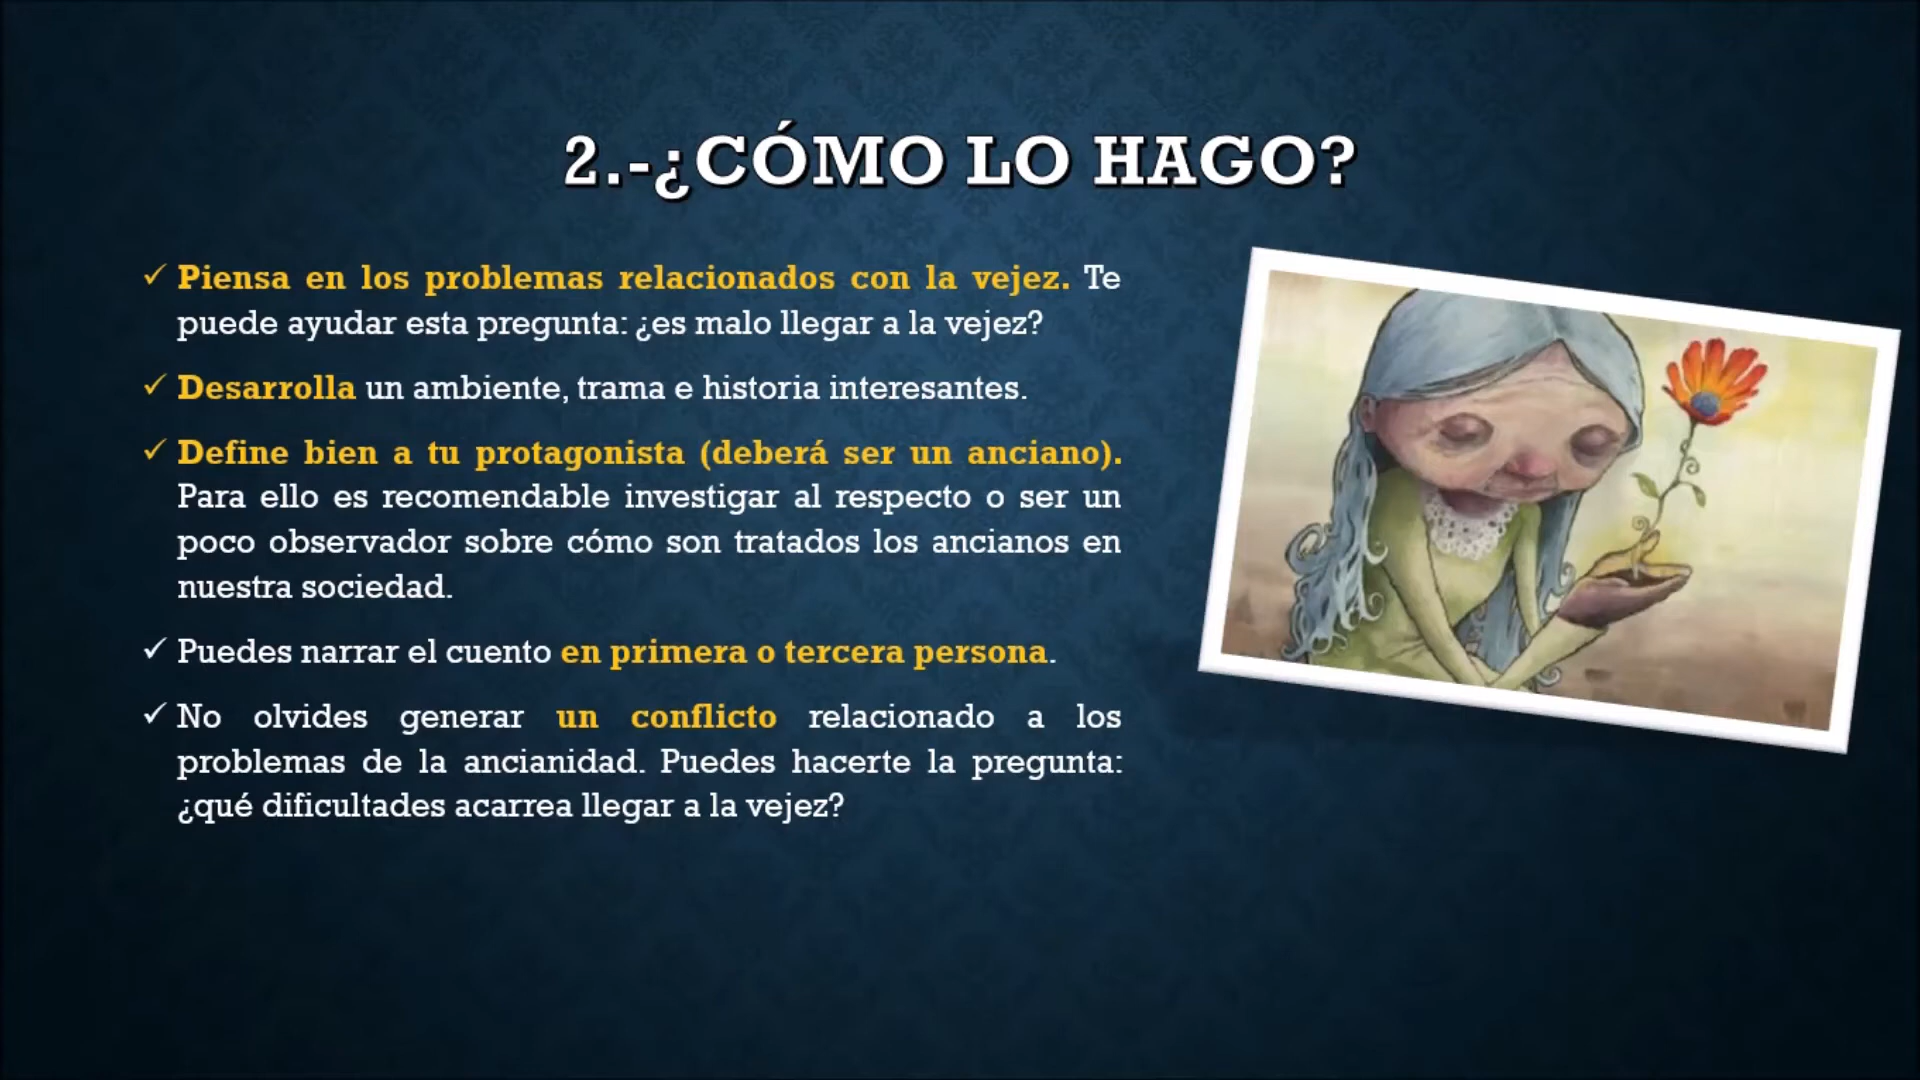 2.-¿CÓMO LO HAGO?
✓ Piensa en los problemas relacionados con la vejez. Te
puede ayudar esta pregunta: ¿es malo llegar a la vejez?
✓ Desarrolla un ambiente, trama e historia interesantes.
✓ Define bien a tu protagonista (deberá ser un anciano).
Para ello es recomendable investigar al respecto o ser un
poco observador sobre cómo son tratados los ancianos en
nuestra sociedad.
✓ Puedes narrar el cuento en primera o tercera persona.
✓ No olvides generar un conflicto relacionado a los
problemas de la ancianidad. Puedes hacerte la pregunta:
¿qué dificultades acarrea llegar a la vejez?